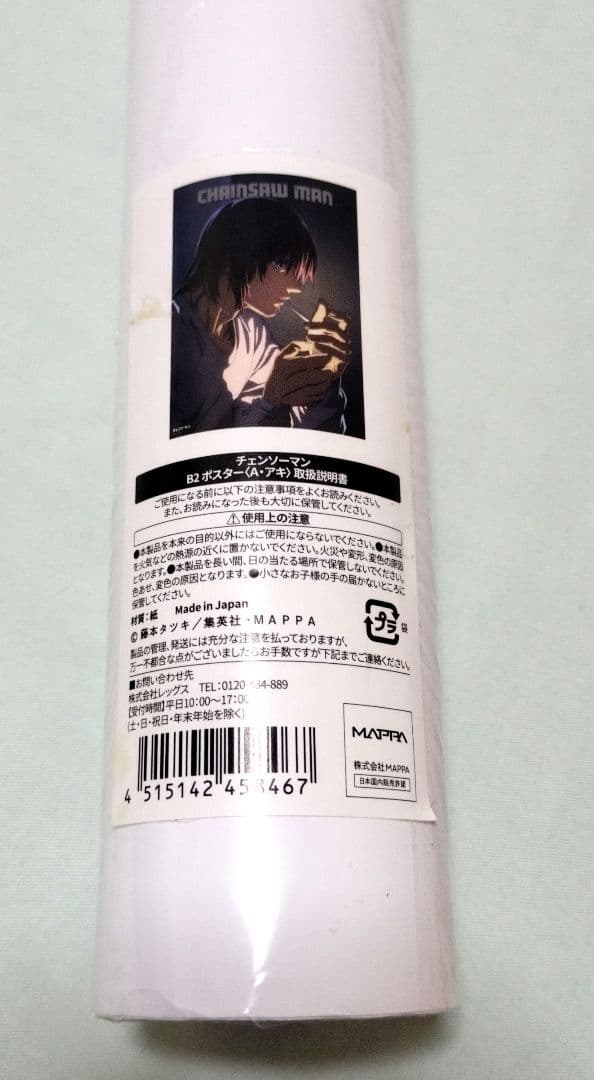 CHAINSAW MAN
チェンソーマン
B2 ポスター〈A・アキ〉取扱説明書
ご使用になる前に以下の注意事項をよくお読みください。
また、お読みになった後も大切に保管してください。
⚠使用上の注意
●本製品を本来の目的以外にはご使用にならないでください。●本製品
を火気などの熱源の近くに置かないでください。火災や変形、変色の原因
となります。●本製品を長い間、日の当たる場所で保管しないでください。
色あせ、変色の原因となります。●小さなお子様の手の届かないところに
保管してください。
材質：紙 Made in Japan
© 藤本タツキ／集英社・MAPPA
プラ 袋
製品の管理、発送には充分な注意を払っておりますが、
万一不都合な点がございましたらお手数ですが下記までご連絡ください。
■お問い合わせ先
株式会社レッグス TEL：0120 434-889
【受付時間】平日10：00〜17：00
(土・日・祝日・年末年始を除く)
MAPPA
株式会社MAPPA
日本国内販売許諾
4 515142 45 467